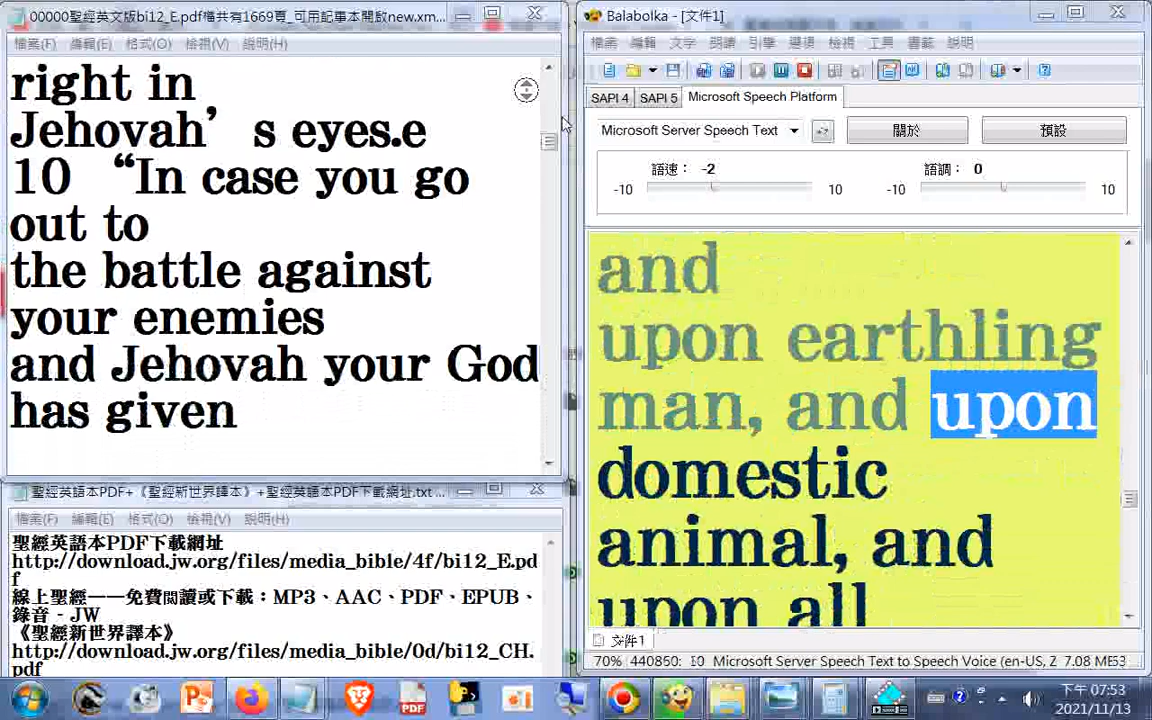 00000聖經英文版bi12_E.pdf檔共有1669頁_可用記事本開啟new.xm...
檔案(F) 編輯(E) 格式(O) 檢視(V) 說明(H)
right in
Jehovah’s eyes.e
10 “In case you go
out to
the battle against
your enemies
and Jehovah your God
has given
聖經英語本PDF+《聖經新世界譯本》+聖經英語本PDF下載網址.txt ...
檔案(F) 編輯(E) 格式(O) 檢視(V) 說明(H)
聖經英語本PDF下載網址
http://download.jw.org/files/media_bible/4f/bi12_E.pd
f
線上聖經——免費閱讀或下載：MP3、AAC、PDF、EPUB、
錄音 - JW
《聖經新世界譯本》
http://download.jw.org/files/media_bible/0d/bi12_CH.
pdf
Balabolka - [文件1]
檔案 編輯 文字 朗讀 引擎 選項 檢視 工具 書籤 說明
SAPI 4 SAPI 5 Microsoft Speech Platform
Microsoft Server Speech Text 關於 預設
語速： -2 語調： 0
-10 10 -10 10
and
upon earthling
man, and upon
domestic
animal, and
upon all
文件1
70% 440850: 10 Microsoft Server Speech Text to Speech Voice (en-US, Z 7.08 ME53
下午 07:53
2021/11/13